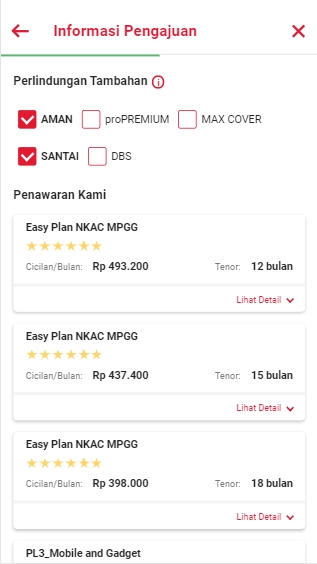 Informasi Pengajuan
Perlindungan Tambahan
AMAN proPREMIUM MAX COVER
SANTAI DBS
Penawaran Kami
Easy Plan NKAC MPGG
Cicilan/Bulan: Rp 493.200 Tenor: 12 bulan
Lihat Detail
Easy Plan NKAC MPGG
Cicilan/Bulan: Rp 437.400 Tenor: 15 bulan
Lihat Detail
Easy Plan NKAC MPGG
Cicilan/Bulan: Rp 398.000 Tenor: 18 bulan
Lihat Detail
PL3_Mobile and Gadget